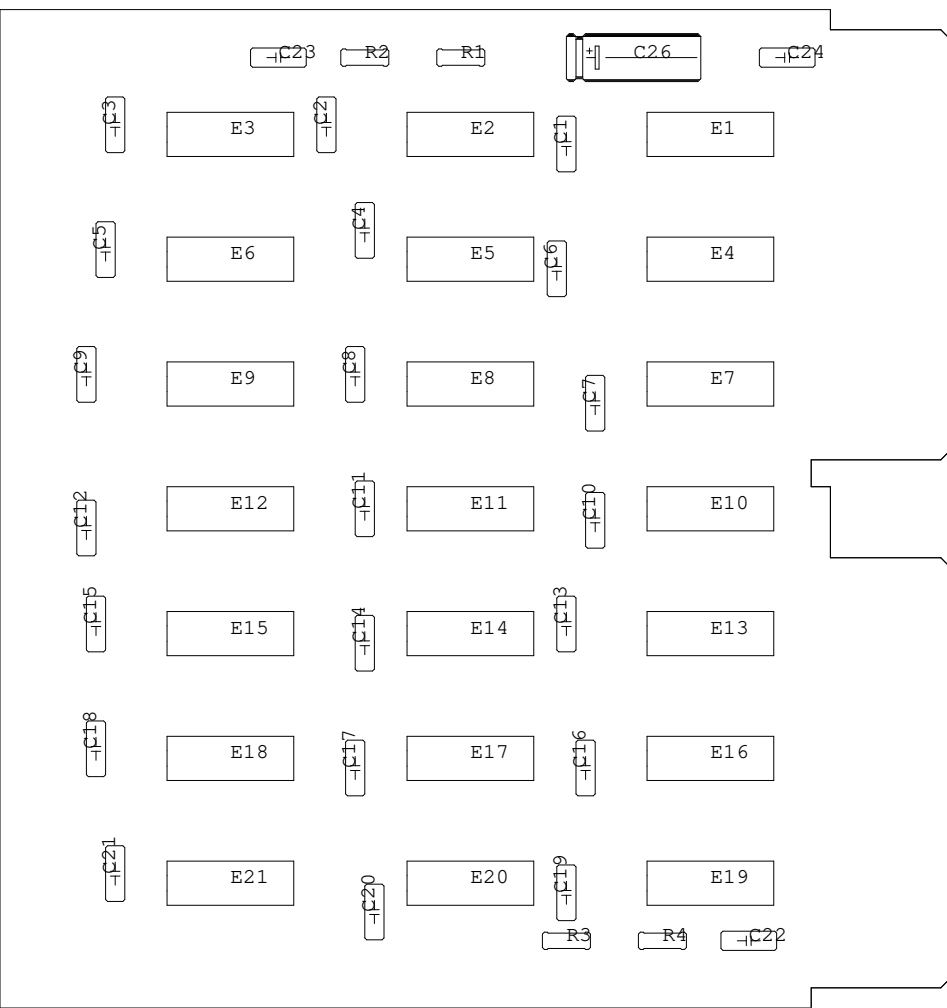 C23 R2 R1 + C26 C24
C3 E3 C2 E2 C1 E1
C5 E6 C4 E5 C6 E4
C9 E9 C8 E8 C7 E7
C12 E12 C11 E11 C10 E10
C15 E15 C14 E14 C13 E13
C18 E18 C17 E17 C16 E16
C21 E21 C20 E20 C19 E19
R3 R4 C22